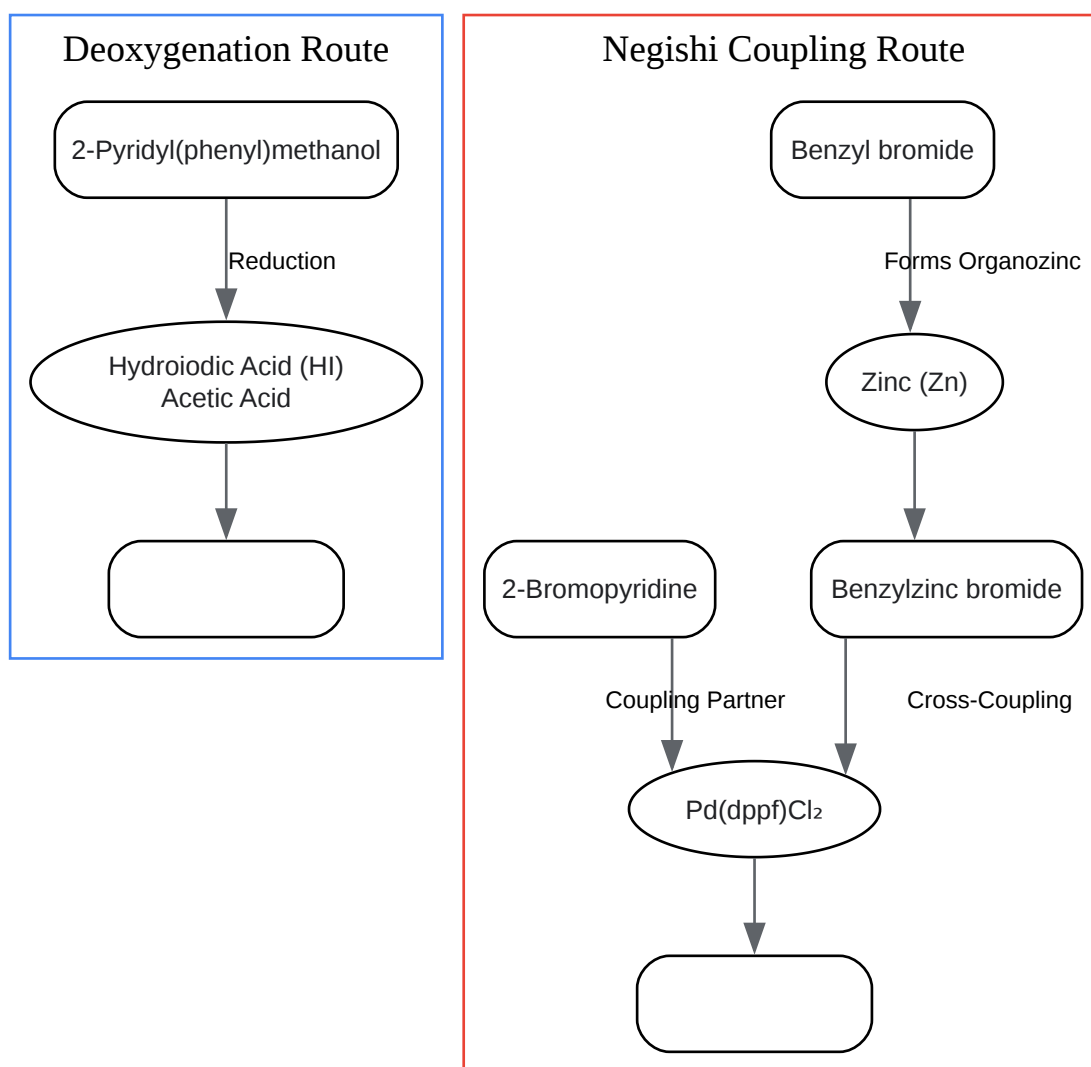 Deoxygenation Route
2-Pyridyl(phenyl)methanol
Reduction
Hydroiodic Acid (HI)
Acetic Acid
Negishi Coupling Route
Benzyl bromide
Forms Organozinc
Zinc (Zn)
2-Bromopyridine
Benzylzinc bromide
Coupling Partner
Cross-Coupling
Pd(dppf)Cl₂